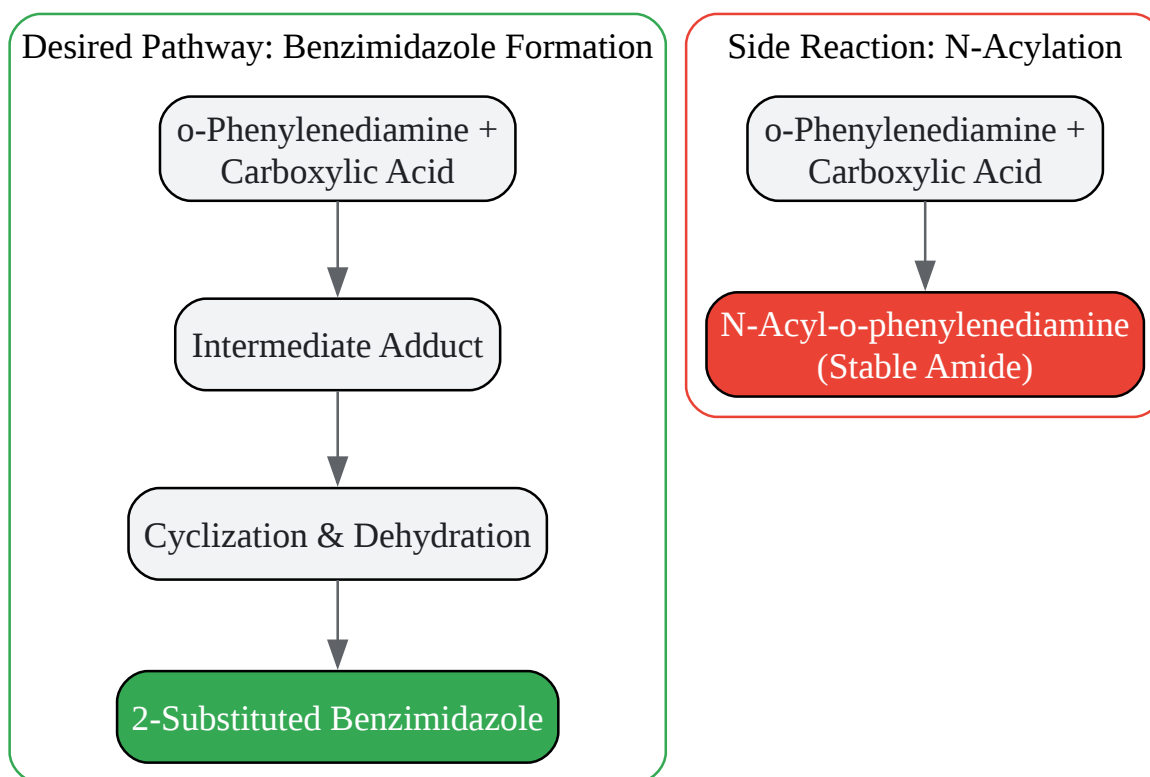 Desired Pathway: Benzimidazole Formation
o-Phenylenediamine +
Carboxylic Acid
Intermediate Adduct
Cyclization & Dehydration
2-Substituted Benzimidazole
Side Reaction: N-Acylation
o-Phenylenediamine +
Carboxylic Acid
N-Acyl-o-phenylenediamine
(Stable Amide)